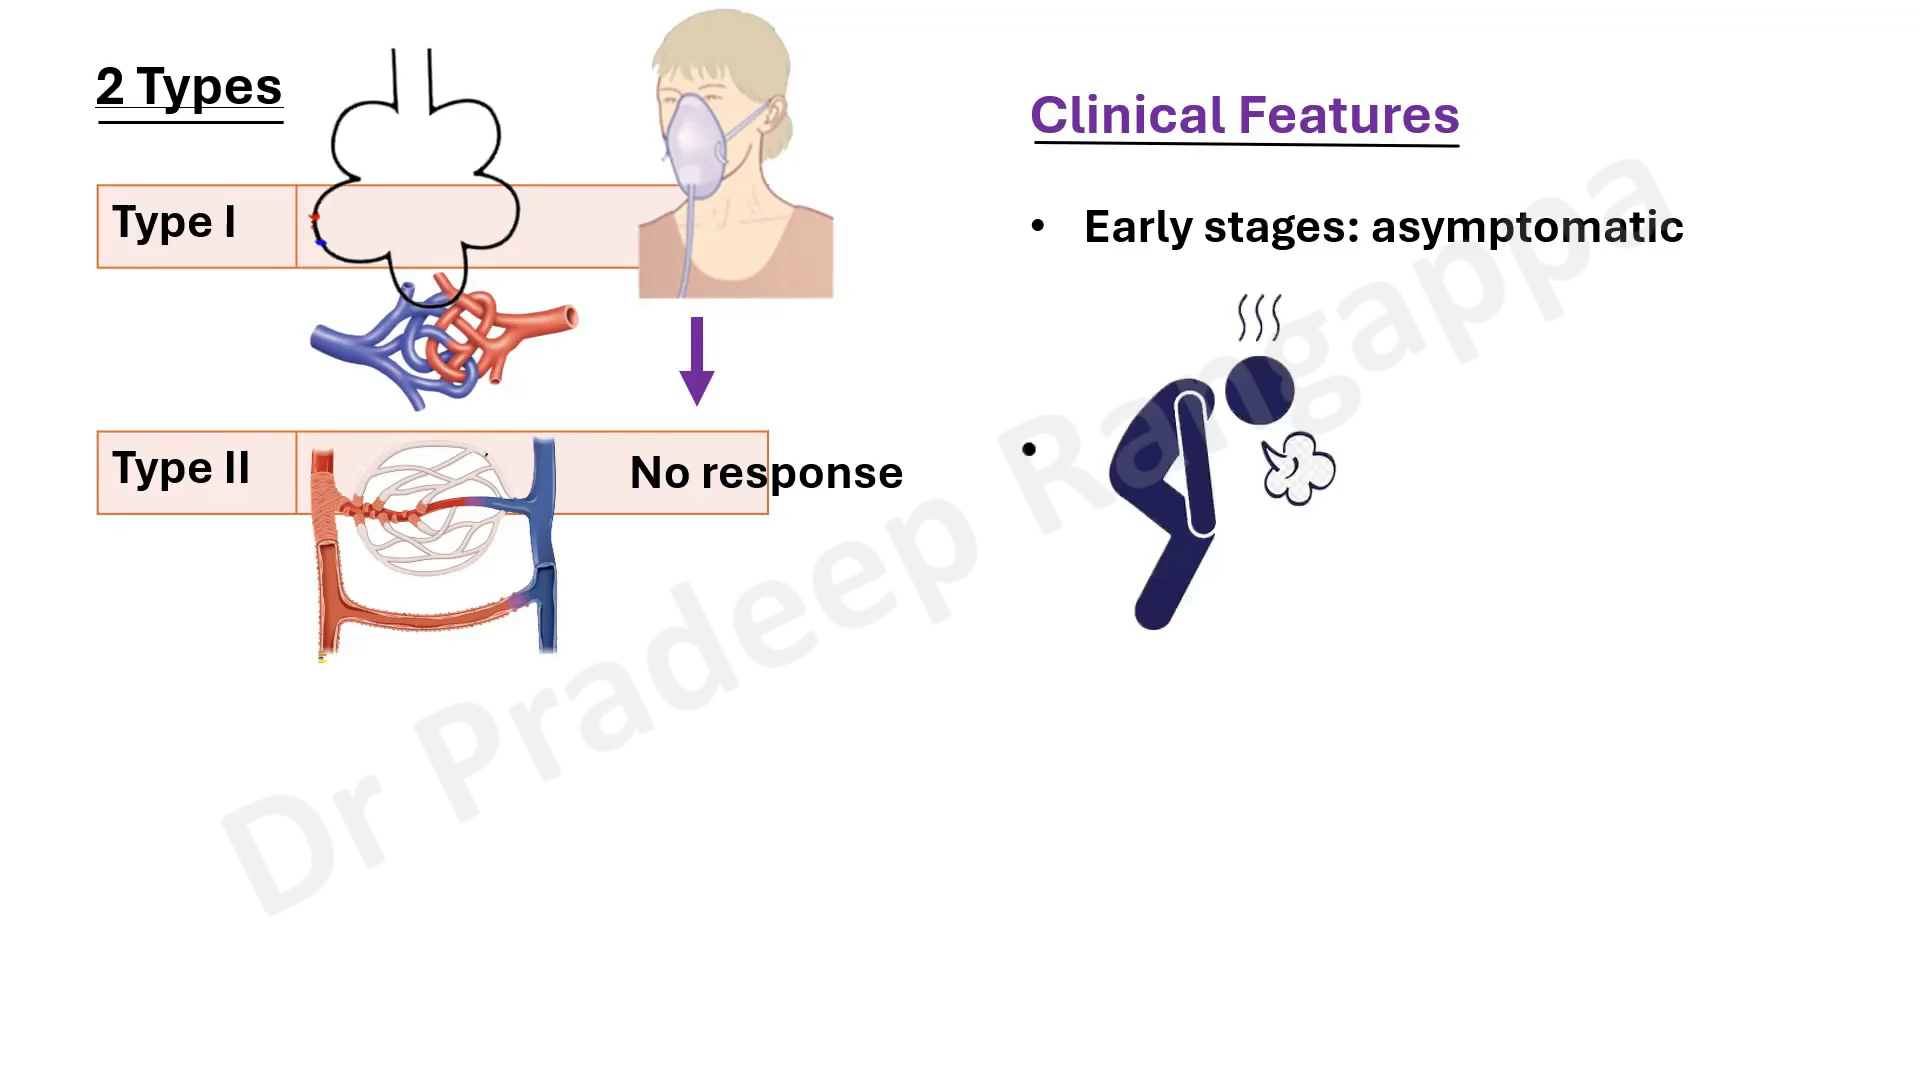 2 Types
Type I
Type II
No response
Clinical Features
• Early stages: asymptomatic
•
Dr Pradeep Rangappa